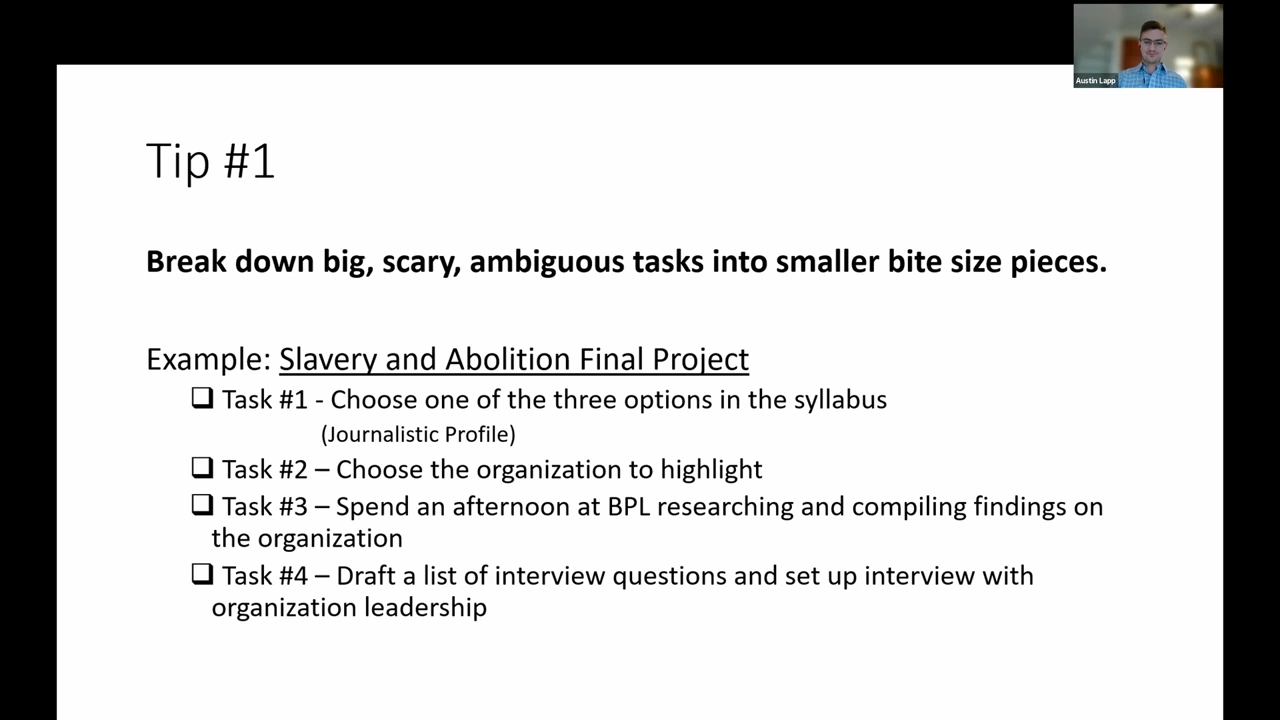 Austin Lapp
Tip #1
Break down big, scary, ambiguous tasks into smaller bite size pieces.
Example: Slavery and Abolition Final Project
❑ Task #1 - Choose one of the three options in the syllabus
(Journalistic Profile)
❑ Task #2 – Choose the organization to highlight
❑ Task #3 – Spend an afternoon at BPL researching and compiling findings on
the organization
❑ Task #4 – Draft a list of interview questions and set up interview with
organization leadership